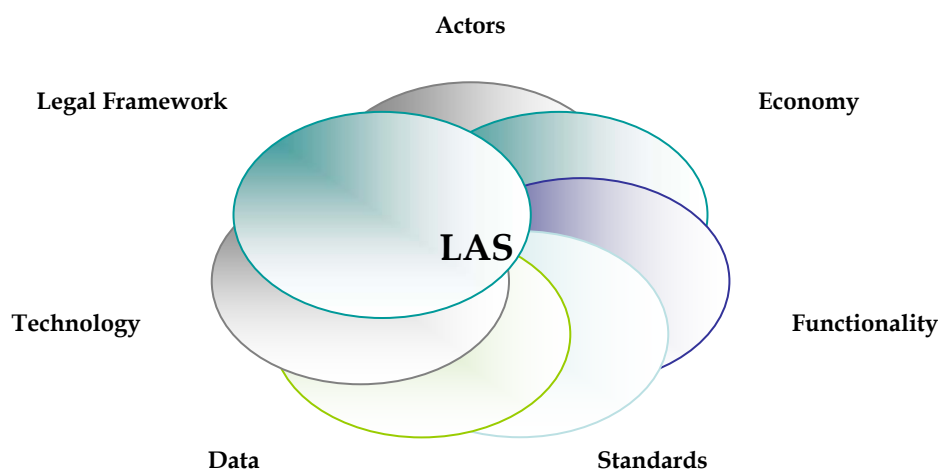 Actors
Legal Framework
Economy
LAS
Technology
Functionality
Data
Standards